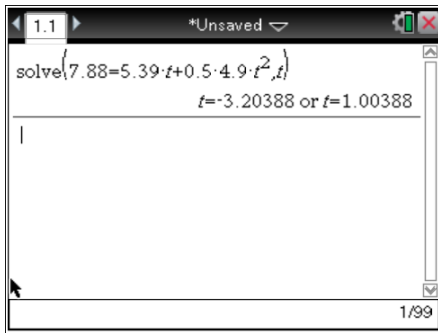 1.1 *Unsaved
solve(7.88=5.39·t+0.5·4.9·t²,t)
t=-3.20388 or t=1.00388
1/99